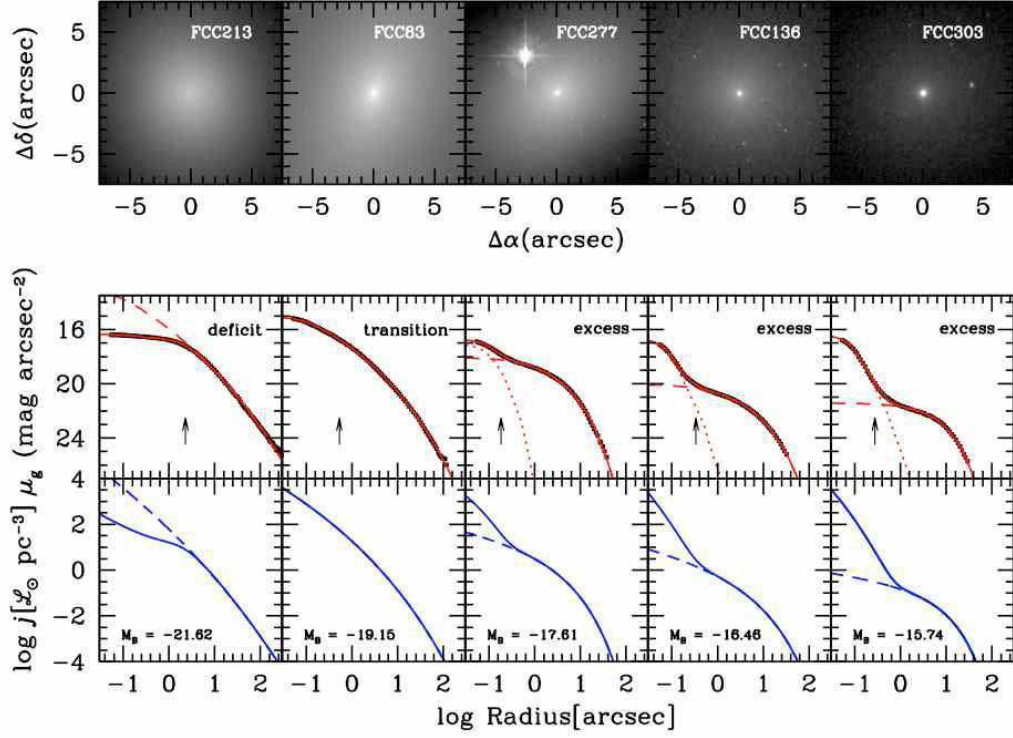 FCC213 FCC83 FCC277 FCC136 FCC303
5
0
−5
Δδ(arcsec)
−5 0 5 −5 0 5 −5 0 5 −5 0 5 −5 0 5
Δα(arcsec)
deficit transition excess excess excess
16
20
24
μg (mag arcsec−2)
4
2
0
−2
−4
log j[ℒ⊙ pc−3]
MB = −21.62 MB = −19.15 MB = −17.61 MB = −16.46 MB = −15.74
−1 0 1 2 −1 0 1 2 −1 0 1 2 −1 0 1 2 −1 0 1 2
log Radius[arcsec]